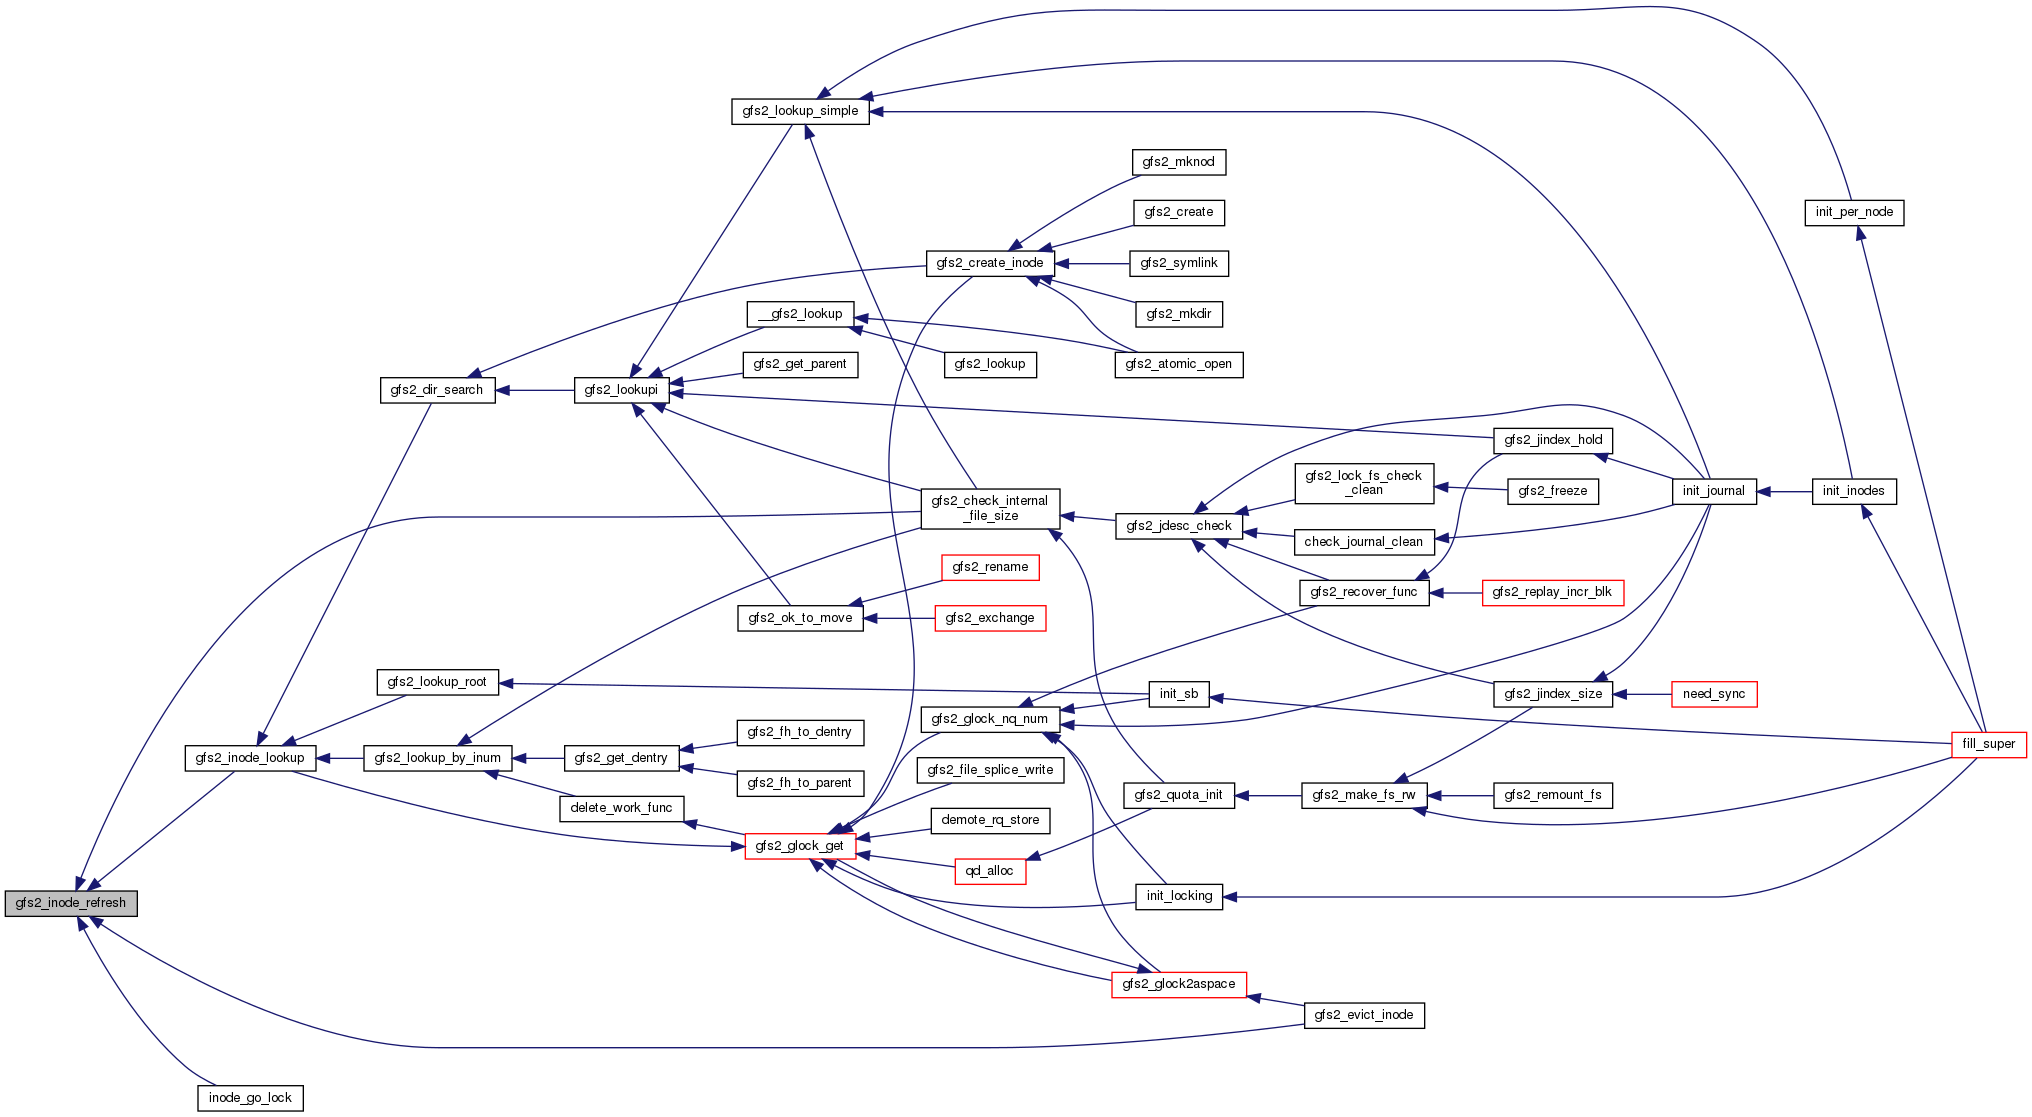 gfs2_lookup_simple
gfs2_mknod
gfs2_create
init_per_node
gfs2_create_inode
gfs2_symlink
__gfs2_lookup
gfs2_mkdir
gfs2_get_parent
gfs2_lookup
gfs2_atomic_open
gfs2_dir_search
gfs2_lookupi
gfs2_jindex_hold
gfs2_lock_fs_check
_clean
gfs2_freeze
init_journal
init_inodes
gfs2_check_internal
_file_size
gfs2_jdesc_check
check_journal_clean
gfs2_rename
gfs2_recover_func
gfs2_replay_incr_blk
gfs2_ok_to_move
gfs2_exchange
gfs2_lookup_root
init_sb
gfs2_jindex_size
need_sync
gfs2_glock_nq_num
gfs2_fh_to_dentry
fill_super
gfs2_inode_lookup
gfs2_lookup_by_inum
gfs2_get_dentry
gfs2_file_splice_write
gfs2_fh_to_parent
gfs2_quota_init
gfs2_make_fs_rw
gfs2_remount_fs
delete_work_func
demote_rq_store
gfs2_glock_get
qd_alloc
init_locking
gfs2_inode_refresh
gfs2_glock2aspace
gfs2_evict_inode
inode_go_lock